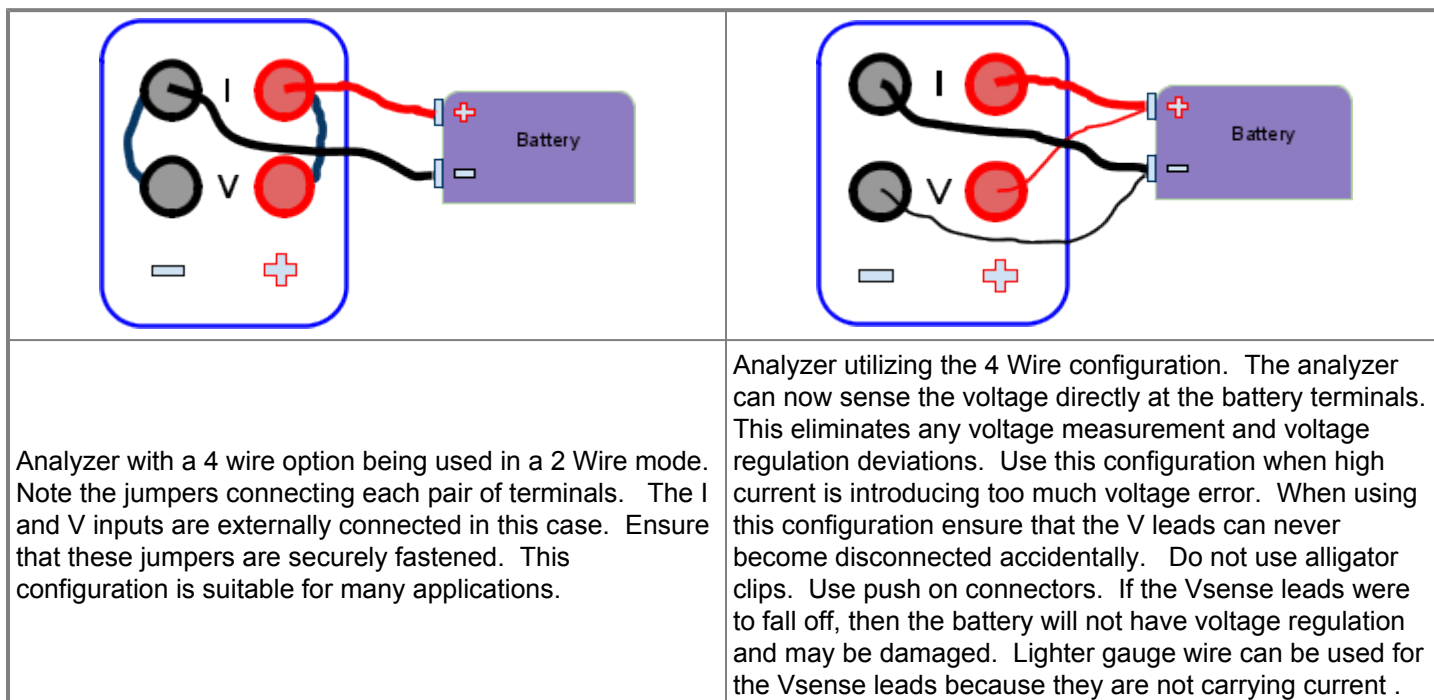 I
V
Battery
I
V
Battery
Analyzer with a 4 wire option being used in a 2 Wire mode.
Note the jumpers connecting each pair of terminals. The I
and V inputs are externally connected in this case. Ensure
that these jumpers are securely fastened. This
configuration is suitable for many applications.
Analyzer utilizing the 4 Wire configuration. The analyzer
can now sense the voltage directly at the battery terminals.
This eliminates any voltage measurement and voltage
regulation deviations. Use this configuration when high
current is introducing too much voltage error. When using
this configuration ensure that the V leads can never
become disconnected accidentally. Do not use alligator
clips. Use push on connectors. If the Vsense leads were
to fall off, then the battery will not have voltage regulation
and may be damaged. Lighter gauge wire can be used for
the Vsense leads because they are not carrying current .